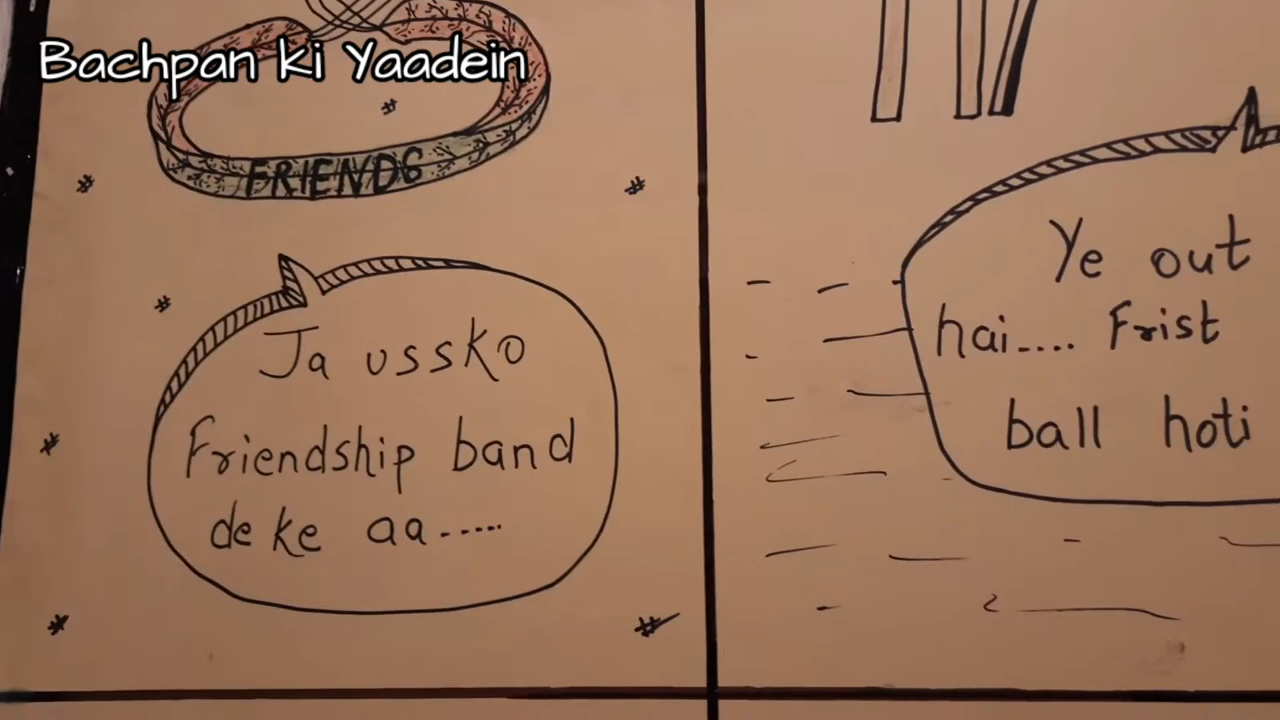 Bachpan ki Yaadein
FRIENDS
Ja ussko
Friendship band
de ke aa.....
Ye out
hai.... Frist
ball hoti